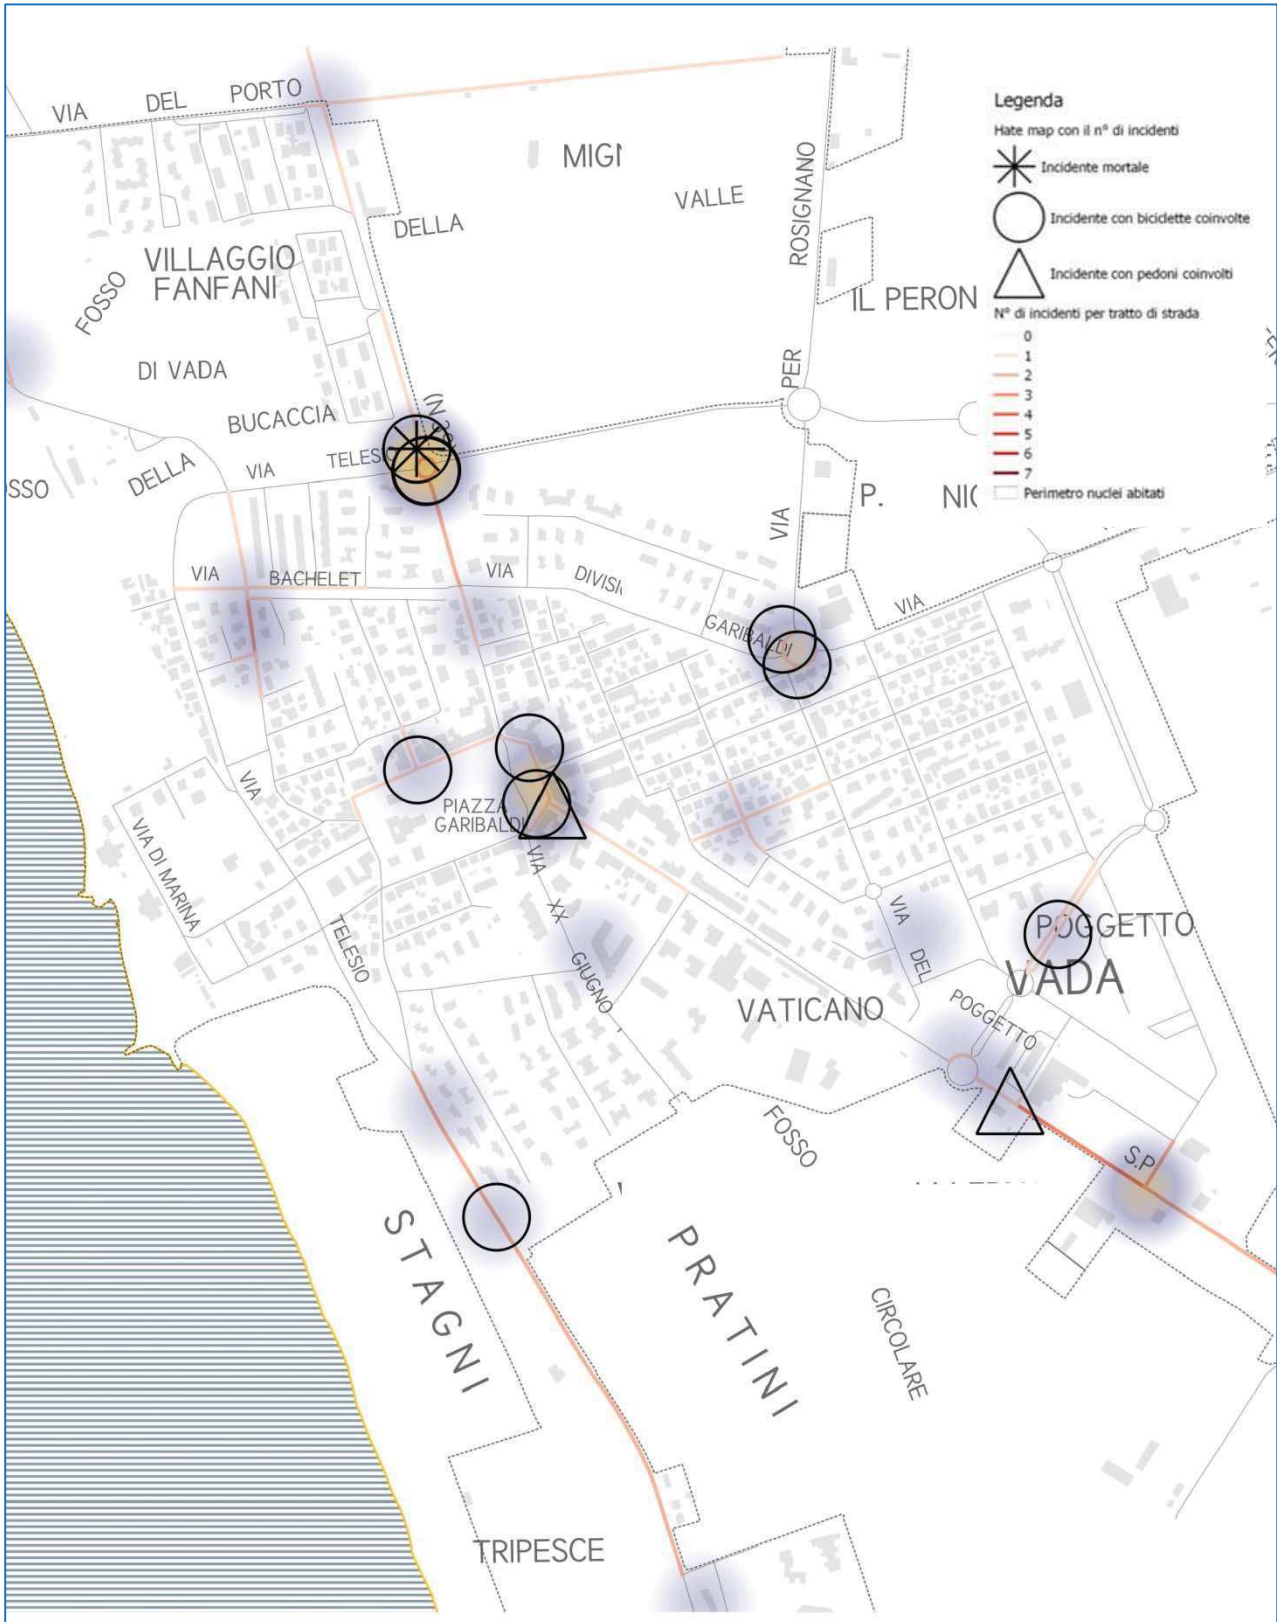 VIA DEL PORTO
MIGI
VALLE
DELLA
ROSIGNANO
VILLAGGIO
FANFANI
FOSSO
DI VADA
BUCACCIA
IL PERON
PER
Legenda
Hate map con il n° di incidenti
Incidente mortale
Incidente con biciclette coinvolte
Incidente con pedoni coinvolti
N° di incidenti per tratto di strada
0
1
2
3
4
5
6
7
Perimetro nuclei abitati
DELLA
VIA
OSSO
P.
VIA
VIA BACHELET
VIA
GARIBALDI
VIA
PIAZZA
GARIBALDI
VIA
VIA DI MARINA
TELESIO
VIA
XX
GIUGNO
VIA
DEL
POGGETTO
VADA
VATICANO
POGGETTO
FOSSO
S.P
STAGNI
PRATINI
CIRCOLARE
TRIPESCE